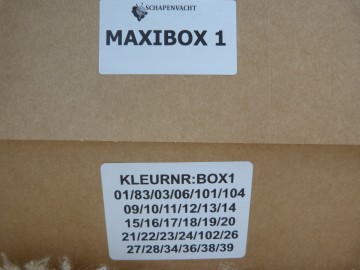 SCHAPENVACHT
MAXIBOX 1
KLEURNR:BOX1
01/83/03/06/101/104
09/10/11/12/13/14
15/16/17/18/19/20
21/22/23/24/102/26
27/28/34/36/38/39